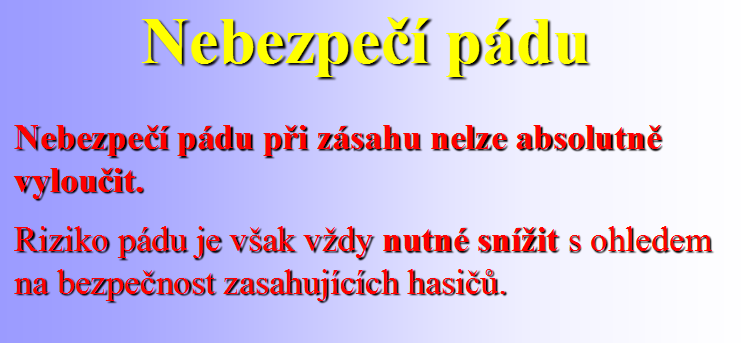 Nebezpečí pádu
Nebezpečí pádu při zásahu nelze absolutně
vyloučit.
Riziko pádu je však vždy nutné snížit s ohledem
na bezpečnost zasahujících hasičů.